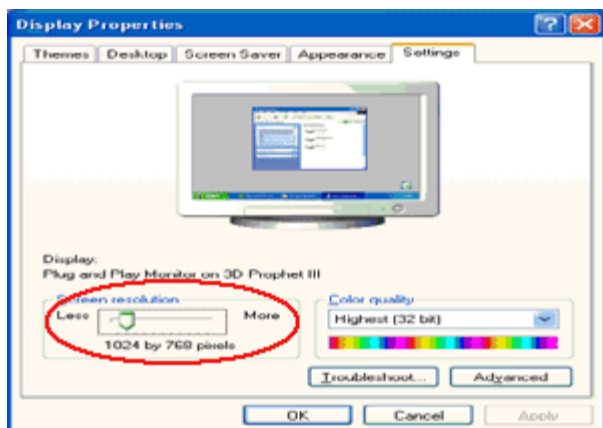 Display Properties
Themes Desktop Screen Saver Appearance Settings
Display:
Plug and Play Monitor on 3D Prophet III
Screen resolution
Less More
1024 by 768 pixels
Color quality
Highest (32 bit)
Troubleshoot... Advanced
OK Cancel Apply